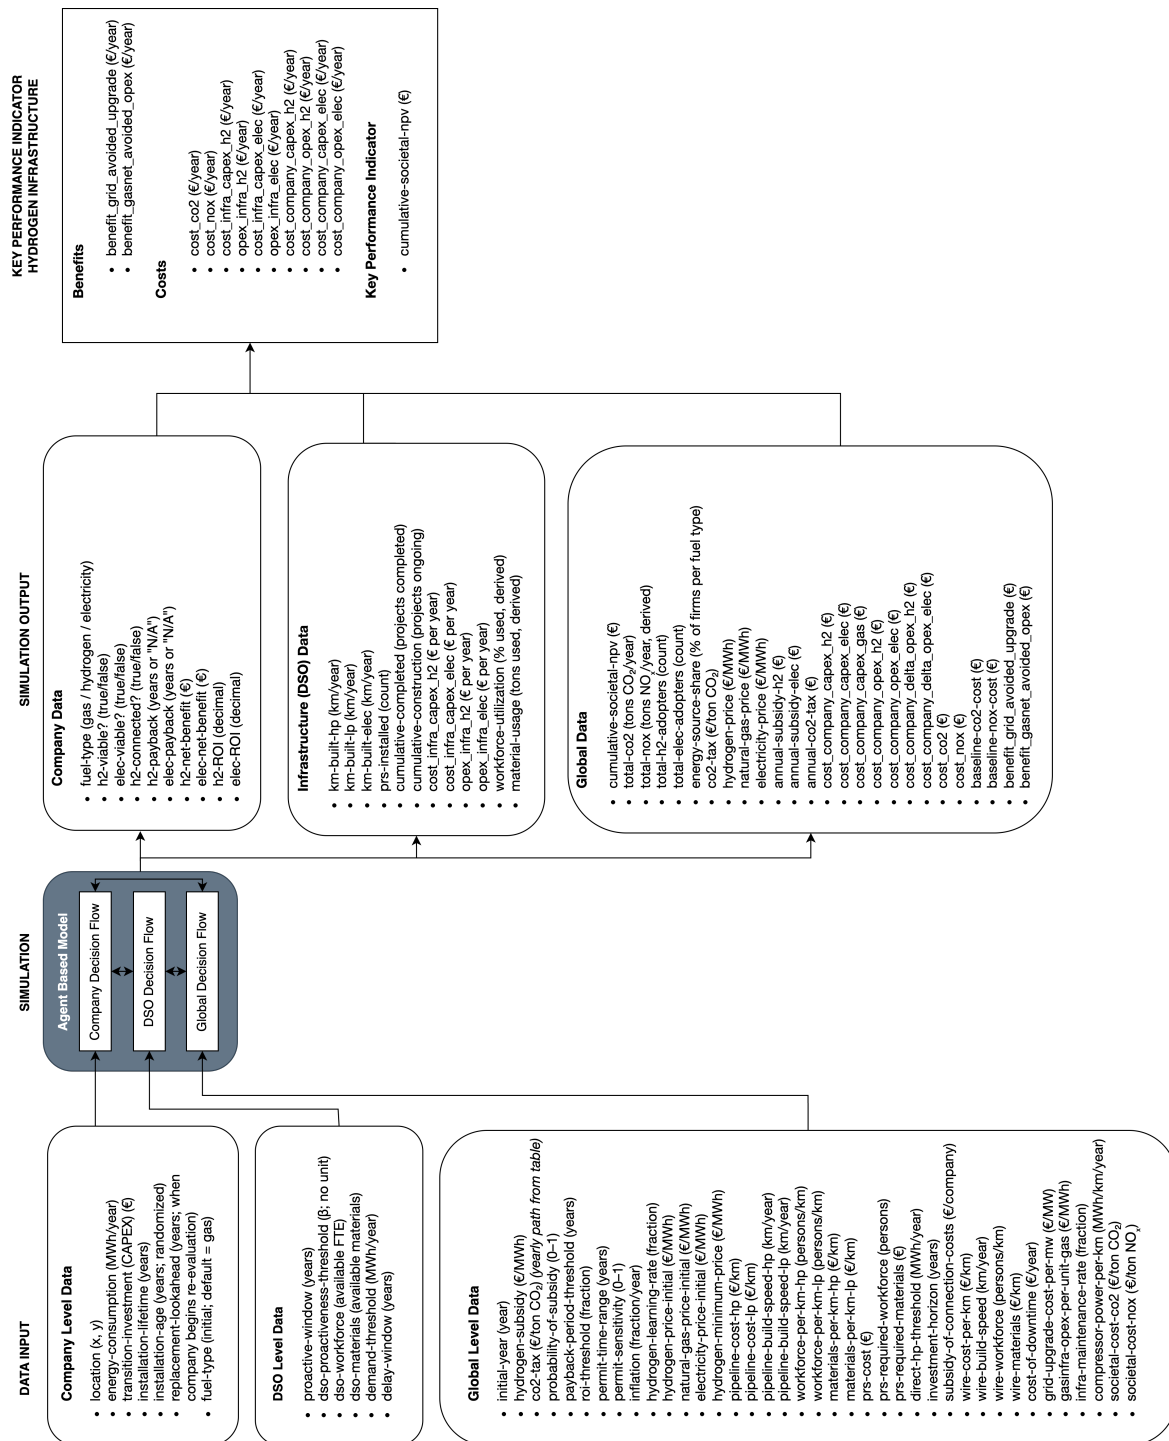 DATA INPUT
Company Level Data
• location (x, y)
• energy-consumption (MWh/year)
• transition-investment (CAPEX) (€)
• installation-lifetime (years)
• installation-age (years; randomized)
• replacement-lookahead (years; when
company begins re-evaluation)
• fuel-type (initial; default = gas)
DSO Level Data
• proactive-window (years)
• dso-proactiveness-threshold (β; no unit)
• dso-workforce (available FTE)
• dso-materials (available materials)
• demand-threshold (MWh/year)
• delay-window (years)
Global Level Data
• initial-year (year)
• hydrogen-subsidy (€/MWh)
• co2-tax (€/ton CO₂) (yearly path from table)
• probability-of-subsidy (0–1)
• payback-period-threshold (years)
• roi-threshold
• permit-time-range (years)
• permit-sensitivity (0–1)
• inflation (fraction/year)
• hydrogen-learning-rate (fraction)
• hydrogen-price-initial (€/MWh)
• natural-gas-price-initial (€/MWh)
• electricity-price-initial (€/MWh)
• hydrogen-minimum-price (€/MWh)
• pipeline-cost-hp (€/km)
• pipeline-cost-lp (€/km)
• pipeline-build-speed-hp (km/year)
• pipeline-build-speed-lp (km/year)
• workforce-per-km-hp (persons/km)
• workforce-per-km-lp (persons/km)
• materials-per-km-hp (€/km)
• materials-per-km-lp (€/km)
• prs-cost (€)
• prs-required-workforce (persons)
• prs-required-materials (€)
• direct-hp-threshold (MWh/year)
• investment-horizon (years)
• subsidy-of-connection-costs (€/company)
• wire-cost-per-km (€/km)
• wire-build-speed (km/year)
• wire-workforce (persons/km)
• wire-materials (€/km)
• cost-of-downtime (€/year)
• grid-upgrade-cost-per-mw (€/MW)
• gasinfra-opex-per-unit-gas (€/MWh)
• infra-maintenance (fraction)
• compressor-power-per-km (MWh/km/year)
• societal-cost-co2 (€/ton CO₂)
• societal-cost-nox (€/ton NOₓ)
SIMULATION
Agent Based Model
Company Decision Flow
DSO Decision Flow
Global Decision Flow
SIMULATION OUTPUT
Company Data
• fuel-type (gas / hydrogen / electricity)
• h2-viable? (true/false)
• elec-viable? (true/false)
• h2-connected? (true/false)
• h2-payback (years or "N/A")
• elec-payback (years or "N/A")
• h2-net-benefit (€)
• elec-net-benefit (€)
• h2-ROI (decimal)
• elec-ROI (decimal)
Infrastructure (DSO) Data
• km-built-hp (km/year)
• km-built-lp (km/year)
• km-built-elec (km/year)
• prs-installed (count)
• cumulative-completed (projects completed)
• cumulative-construction (projects ongoing)
• cost_infra_capex_h2 (€ per year)
• cost_infra_capex_elec (€ per year)
• opex_infra_h2 (€ per year)
• opex_infra_elec (€ per year)
• workforce-utilization (% used, derived)
• material-usage (tons used, derived)
Global Data
• cumulative-societal-npv (€)
• total-co2 (tons CO₂/year)
• total-nox (tons NOₓ/year, derived)
• total-h2-adopters (count)
• total-elec-adopters (count)
• energy-source-share (% of firms per fuel type)
• co2-tax (€/ton CO₂)
• hydrogen-price (€/MWh)
• natural-gas-price (€/MWh)
• electricity-price (€/MWh)
• annual-subsidy-h2 (€)
• annual-subsidy-elec (€)
• annual-co2-tax (€)
• cost_company_capex_h2 (€)
• cost_company_capex_elec (€)
• cost_company_capex_gas (€)
• cost_company_opex_h2 (€)
• cost_company_opex_elec (€)
• cost_company_delta_opex_h2 (€)
• cost_company_delta_opex_elec (€)
• cost_co2 (€)
• cost_nox (€)
• baseline-co2-cost (€)
• baseline-nox-cost (€)
• benefit_grid_avoided_upgrade (€)
• benefit_gasnet_avoided_opex (€)
KEY PERFORMANCE INDICATOR
HYDROGEN INFRASTRUCTURE
Benefits
• benefit_grid_avoided_upgrade (€/year)
• benefit_gasnet_avoided_opex (€/year)
Costs
• cost_co2 (€/year)
• cost_nox (€/year)
• cost_infra_capex_h2 (€/year)
• opex_infra_h2 (€/year)
• cost_infra_capex_elec (€/year)
• opex_infra_elec (€/year)
• cost_company_capex_h2 (€/year)
• cost_company_opex_h2 (€/year)
• cost_company_capex_elec (€/year)
• cost_company_opex_elec (€/year)
Key Performance Indicator
• cumulative-societal-npv (€)